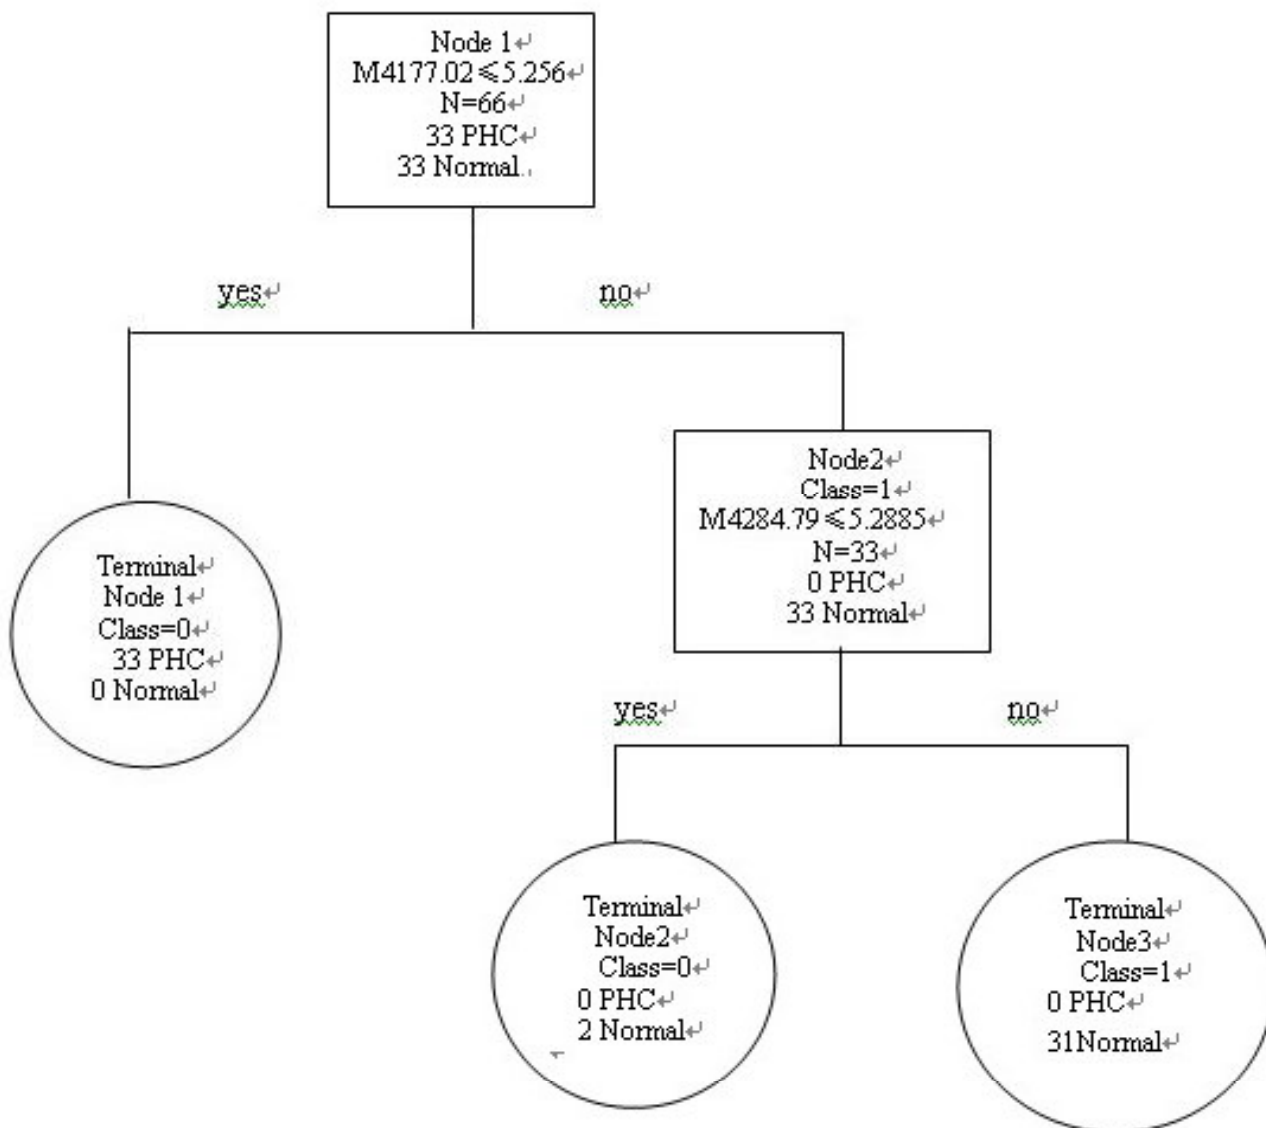 Node 1↵
M4177.02≤5.256↵
N=66↵
33 PHC↵
33 Normal↵
yes↵
no↵
Node2↵
Class=1↵
M4284.79≤5.2885↵
N=33↵
0 PHC↵
33 Normal↵
Terminal↵
Node 1↵
Class=0↵
33 PHC↵
0 Normal↵
yes↵
no↵
Terminal↵
Node2↵
Class=0↵
0 PHC↵
2 Normal↵
Terminal↵
Node3↵
Class=1↵
0 PHC↵
31Normal↵